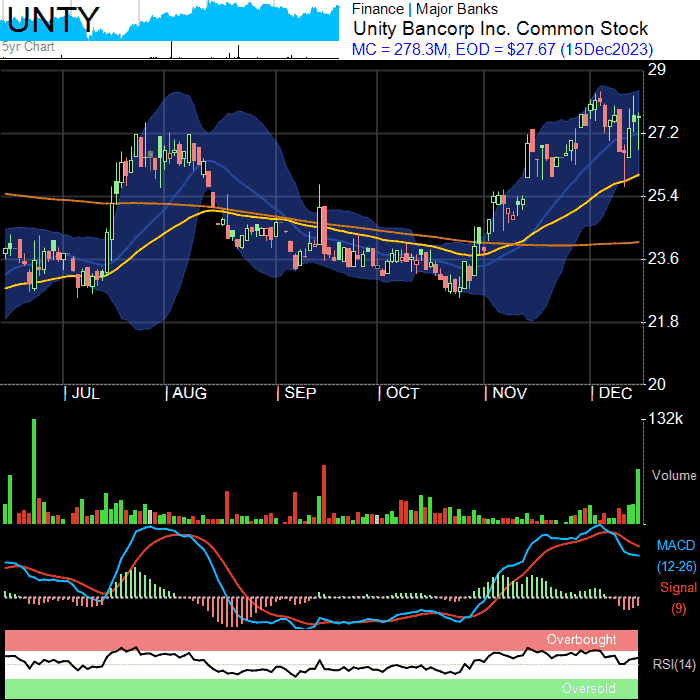 UNTY
5yr Chart
Finance | Major Banks
Unity Bancorp Inc. Common Stock
MC = 278.3M, EOD = $27.67 (15Dec2023)
29
27.2
25.4
23.6
21.8
20
| JUL | AUG | SEP | OCT | NOV | DEC
132k
Volume
MACD
(12-26)
Signal
(9)
Overbought
RSI(14)
Oversold